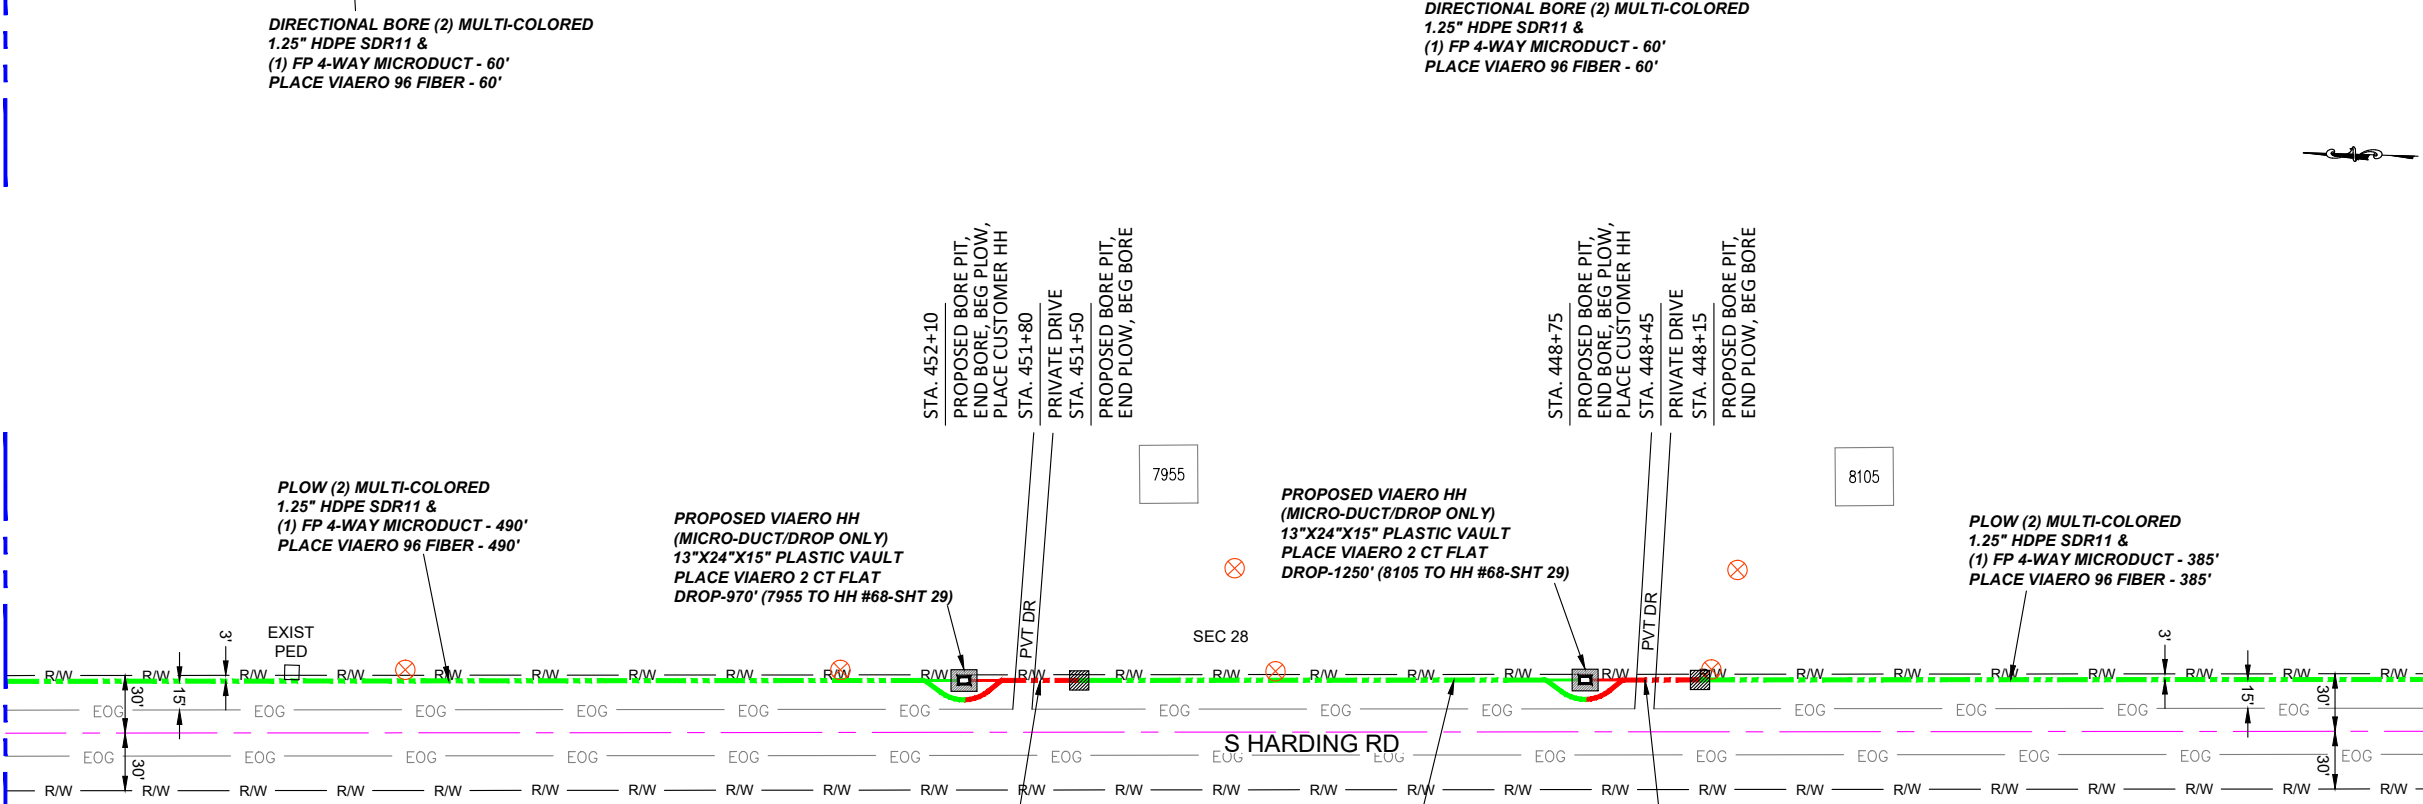 DIRECTIONAL BORE (2) MULTI-COLORED
1.25" HDPE SDR11 &
(1) FP 4-WAY MICRODUCT - 60'
PLACE VIAERO 96 FIBER - 60'
DIRECTIONAL BORE (2) MULTI-COLORED
1.25" HDPE SDR11 &
(1) FP 4-WAY MICRODUCT - 60'
PLACE VIAERO 96 FIBER - 60'
STA. 452+10
PROPOSED BORE PIT,
END BORE, BEG PLOW,
PLACE CUSTOMER HH
STA. 451+80
PRIVATE DRIVE
STA. 451+50
PROPOSED BORE PIT,
END PLOW, BEG BORE
STA. 448+75
PROPOSED BORE PIT,
END BORE, BEG PLOW,
PLACE CUSTOMER HH
STA. 448+45
PRIVATE DRIVE
STA. 448+15
PROPOSED BORE PIT,
END PLOW, BEG BORE
7955
8105
PLOW (2) MULTI-COLORED
1.25" HDPE SDR11 &
(1) FP 4-WAY MICRODUCT - 490'
PLACE VIAERO 96 FIBER - 490'
PROPOSED VIAERO HH
(MICRO-DUCT/DROP ONLY)
13"X24"X15" PLASTIC VAULT
PLACE VIAERO 2 CT FLAT
DROP-970' (7955 TO HH #68-SHT 29)
PROPOSED VIAERO HH
(MICRO-DUCT/DROP ONLY)
13"X24"X15" PLASTIC VAULT
PLACE VIAERO 2 CT FLAT
DROP-1250' (8105 TO HH #68-SHT 29)
PLOW (2) MULTI-COLORED
1.25" HDPE SDR11 &
(1) FP 4-WAY MICRODUCT - 385'
PLACE VIAERO 96 FIBER - 385'
EXIST
PED
PVT DR
SEC 28
PVT DR
3'
3'
R/W R/W R/W R/W R/W R/W R/W R/W R/W R/W R/W R/W R/W R/W R/W R/W R/W R/W R/W R/W R/W R/W R/W R/W R/W
30'
15'
15'
30'
EOG EOG EOG EOG EOG EOG EOG EOG EOG EOG EOG EOG EOG EOG
S HARDING RD
EOG EOG EOG EOG EOG EOG EOG EOG EOG EOG EOG EOG EOG EOG EOG
30'
30'
R/W R/W R/W R/W R/W R/W R/W R/W R/W R/W R/W R/W R/W R/W R/W R/W R/W R/W R/W R/W R/W R/W R/W R/W R/W